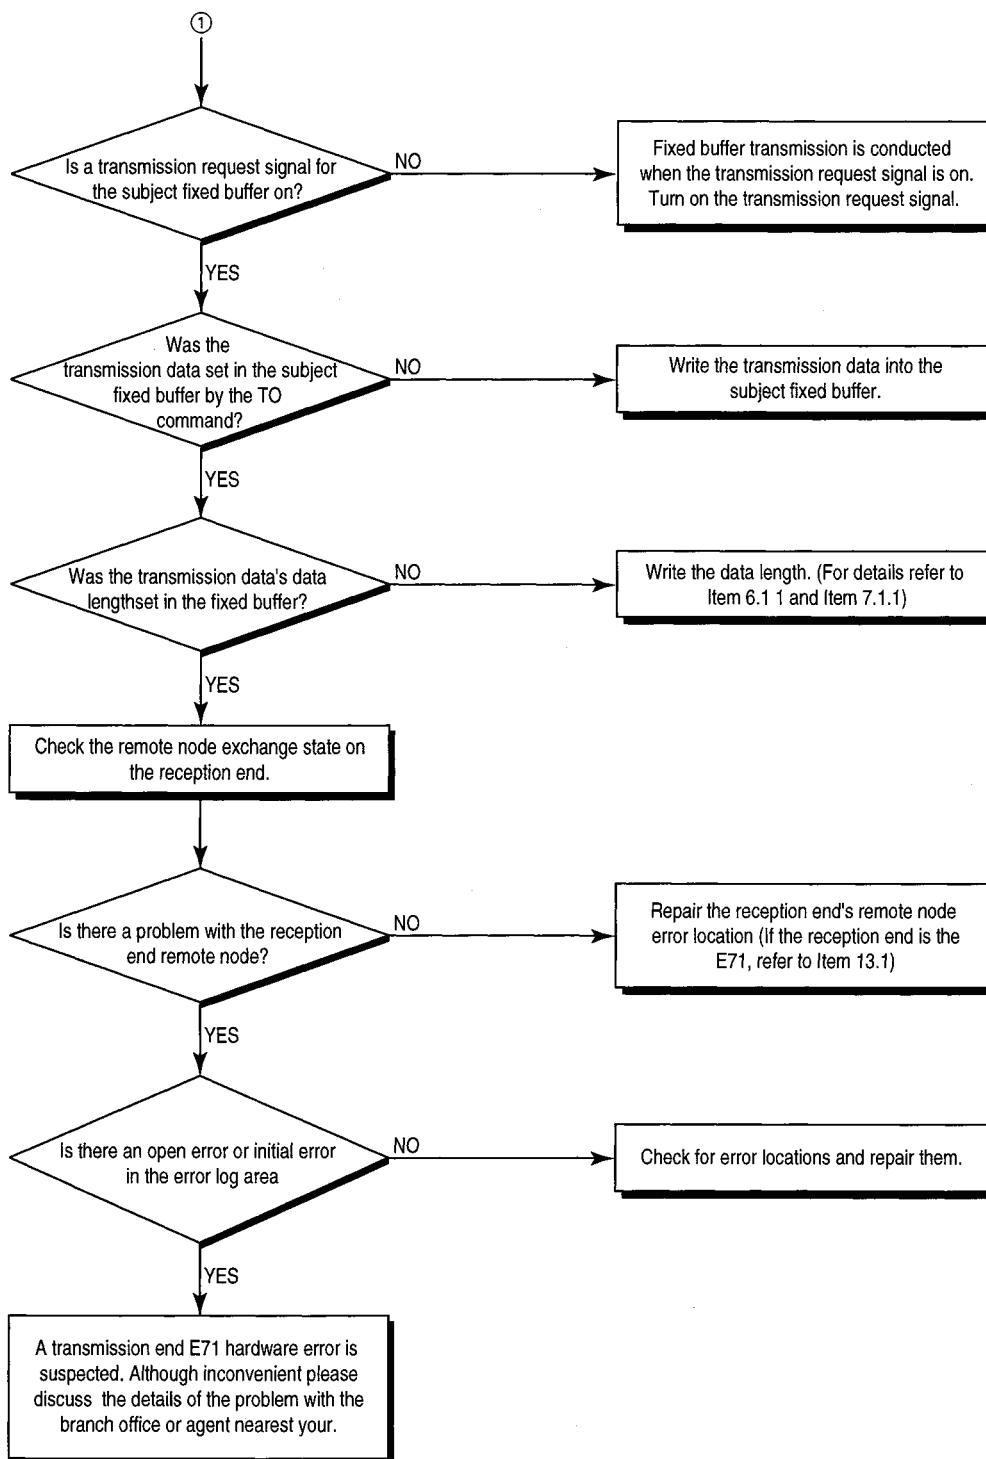 1
Is a transmission request signal for
the subject fixed buffer on?
NO
Fixed buffer transmission is conducted
when the transmission request signal is on.
Turn on the transmission request signal.
YES
Was the
transmission data set in the subject
fixed buffer by the TO
command?
NO
Write the transmission data into the
subject fixed buffer.
YES
Was the transmission data's data
lengthset in the fixed buffer?
NO
Write the data length. (For details refer to
Item 6.1 1 and Item 7.1.1)
YES
Check the remote node exchange state on
the reception end.
Is there a problem with the reception
end remote node?
NO
Repair the reception end's remote node
error location (If the reception end is the
E71, refer to Item 13.1)
YES
Is there an open error or initial error
in the error log area
NO
Check for error locations and repair them.
YES
A transmission end E71 hardware error is
suspected. Although inconvenient please
discuss the details of the problem with the
branch office or agent nearest your.